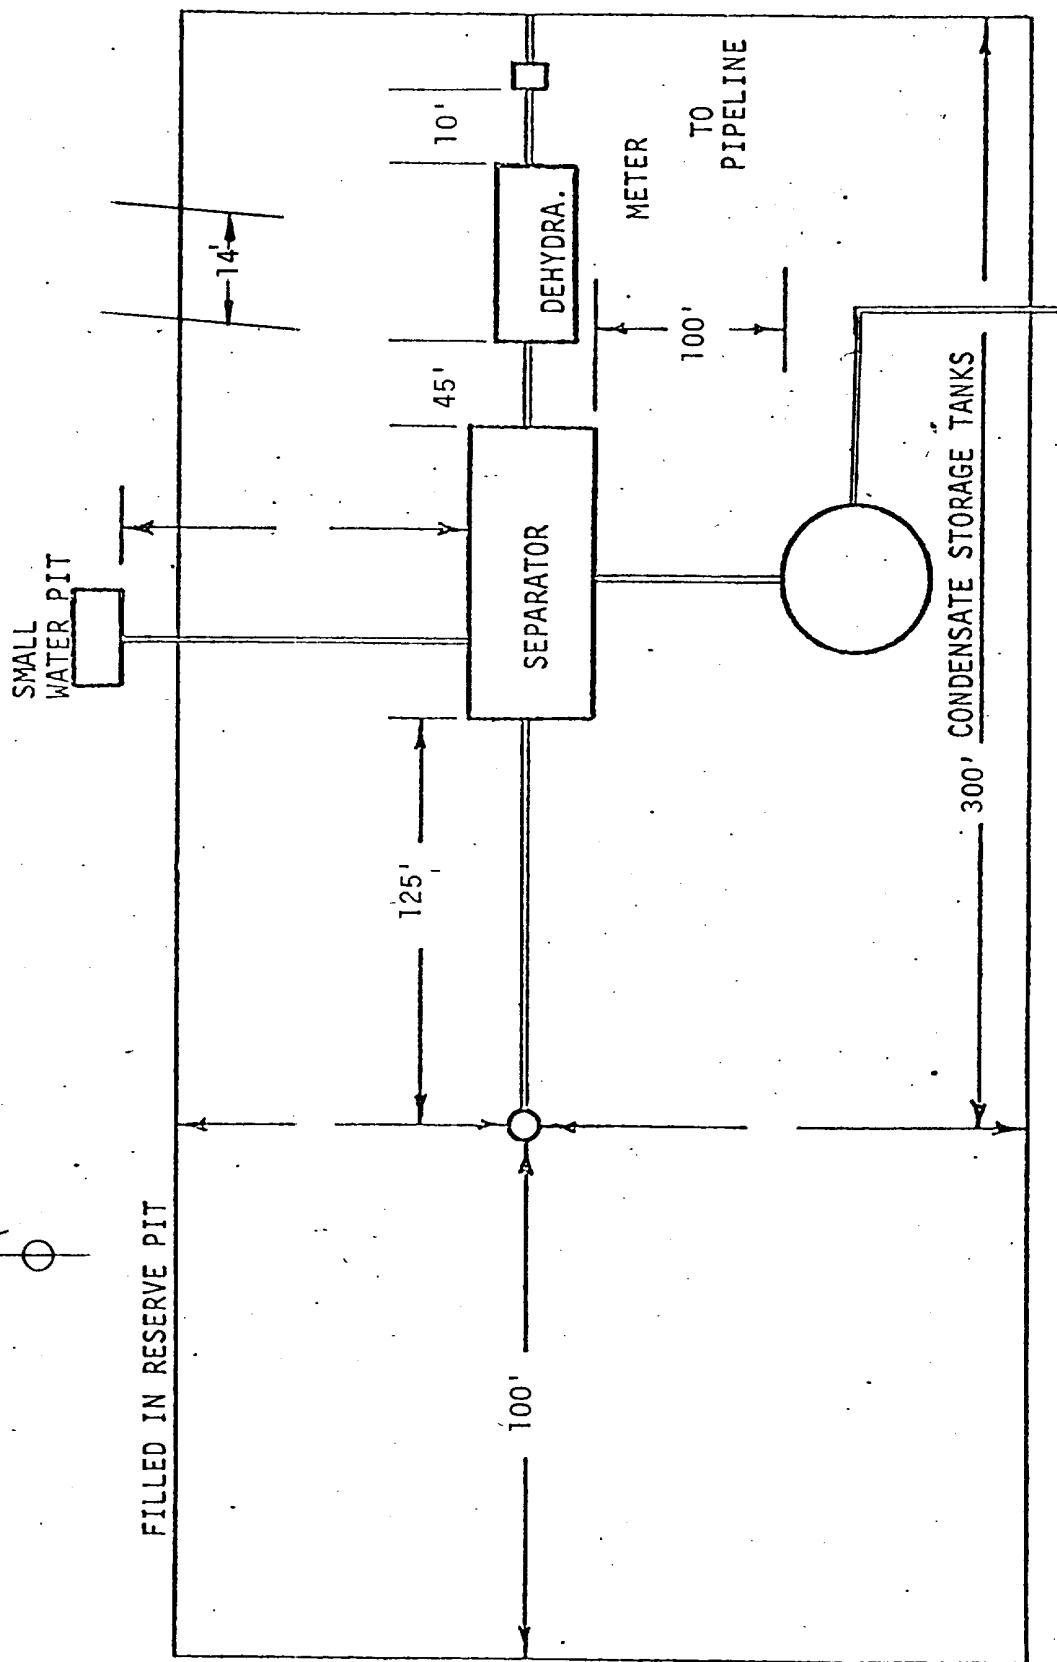 FILLED IN RESERVE PIT
SMALL
WATER PIT
14'
125'
45'
10'
100'
SEPARATOR
DEHYDRA.
METER
TO
PIPELINE
100'
300' CONDENSATE STORAGE TANKS